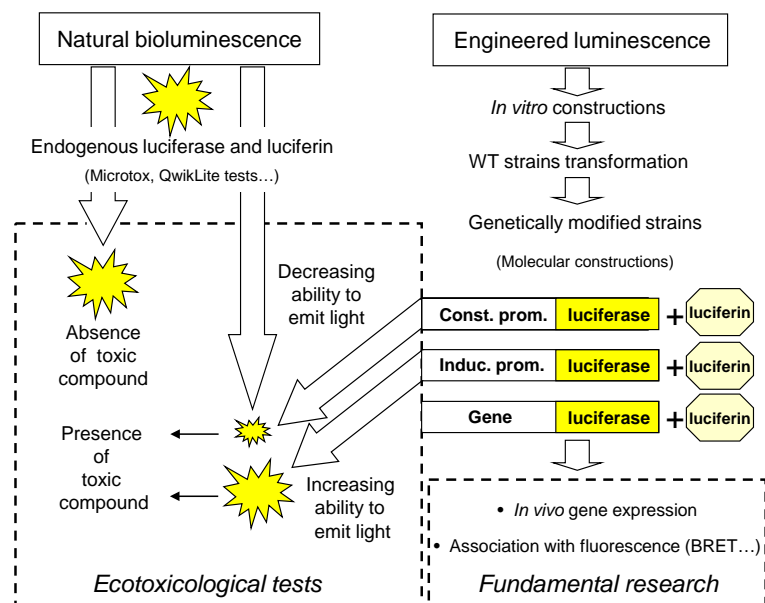 Natural bioluminescence
Endogenous luciferase and luciferin
(Microtox, QwikLite tests…)
Absence
of toxic
compound
Decreasing
ability to
emit light
Presence
of toxic
compound
Increasing
ability to
emit light
Ecotoxicological tests
Engineered luminescence
In vitro constructions
WT strains transformation
Genetically modified strains
(Molecular constructions)
Const. prom. luciferase + luciferin
Induc. prom. luciferase + luciferin
Gene luciferase + luciferin
• In vivo gene expression
• Association with fluorescence (BRET…)
Fundamental research